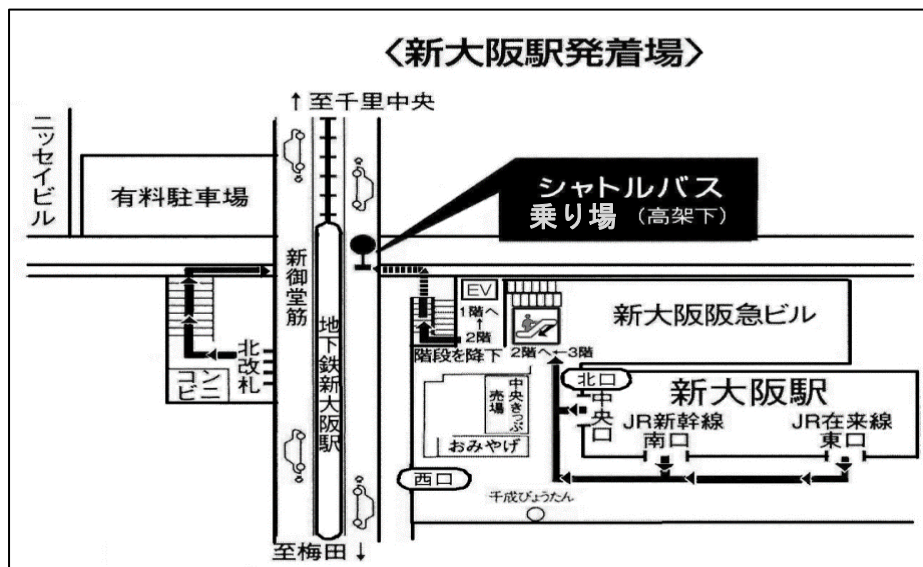 〈新大阪駅発着場〉
↑至千里中央
ニッセイビル
有料駐車場
シャトルバス
乗り場（高架下）
新御堂筋
地下鉄新大阪駅
EV
1階へ
↑
2階
階段を降下
2階へ←3階
新大阪阪急ビル
北改札
コンビニ
中央きっぷ
売場
おみやげ
北口
中央口
新大阪駅
JR新幹線
南口
JR在来線
東口
西口
千成びょうたん
至梅田↓